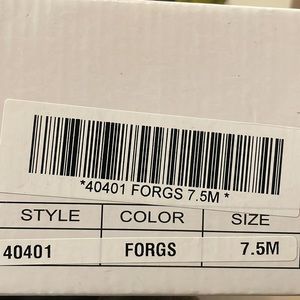 *40401 FORGS 7.5M *
STYLE COLOR SIZE
40401 FORGS 7.5M